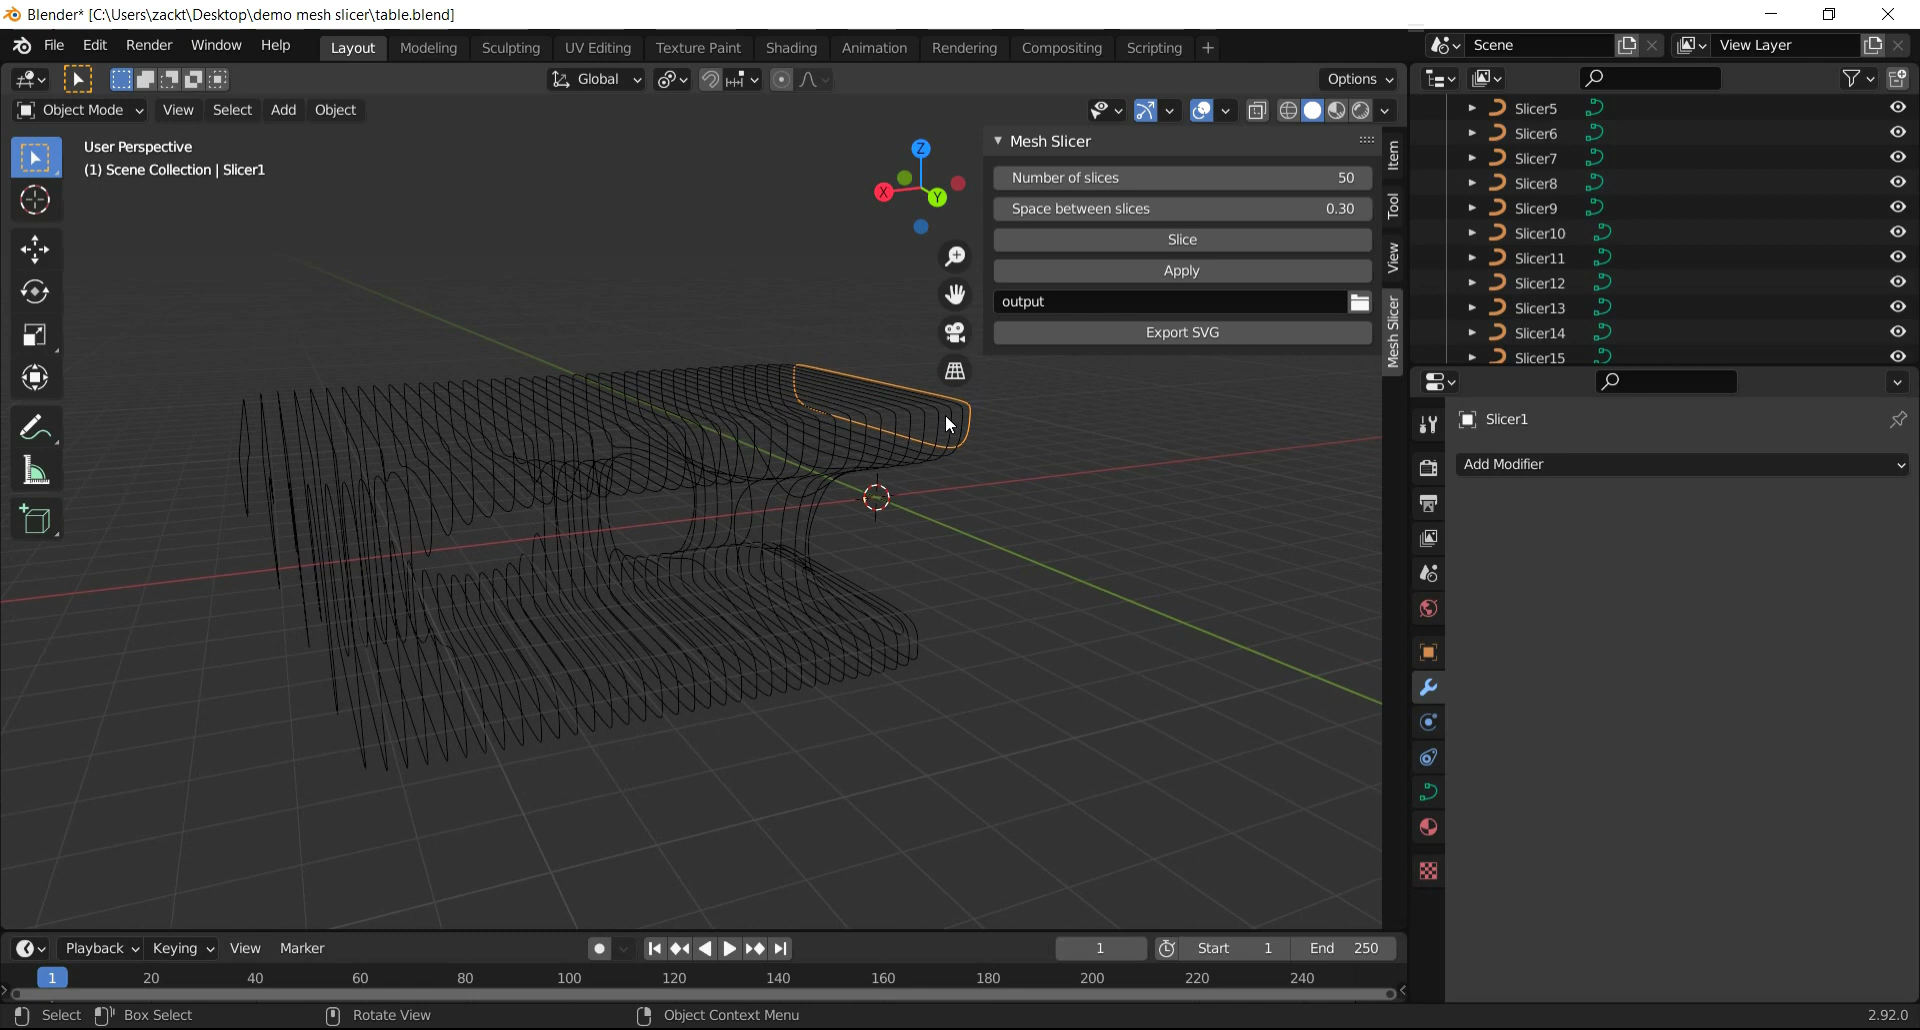 Blender* [C:\Users\zackt\Desktop\demo mesh slicer\table.blend]
File Edit Render Window Help Layout Modeling Sculpting UV Editing Texture Paint Shading Animation Rendering Compositing Scripting + Scene View Layer
Global Options
Object Mode View Select Add Object
User Perspective
(1) Scene Collection | Slicer1
Z
X
Y
Mesh Slicer
Number of slices 50
Space between slices 0.30
Slice
Apply
output
Export SVG
Item
Tool
View
Mesh Slicer
Slicer5
Slicer6
Slicer7
Slicer8
Slicer9
Slicer10
Slicer11
Slicer12
Slicer13
Slicer14
Slicer15
Slicer1
Add Modifier
Playback Keying View Marker 1 Start 1 End 250
1 20 40 60 80 100 120 140 160 180 200 220 240
Select Box Select Rotate View Object Context Menu 2.92.0